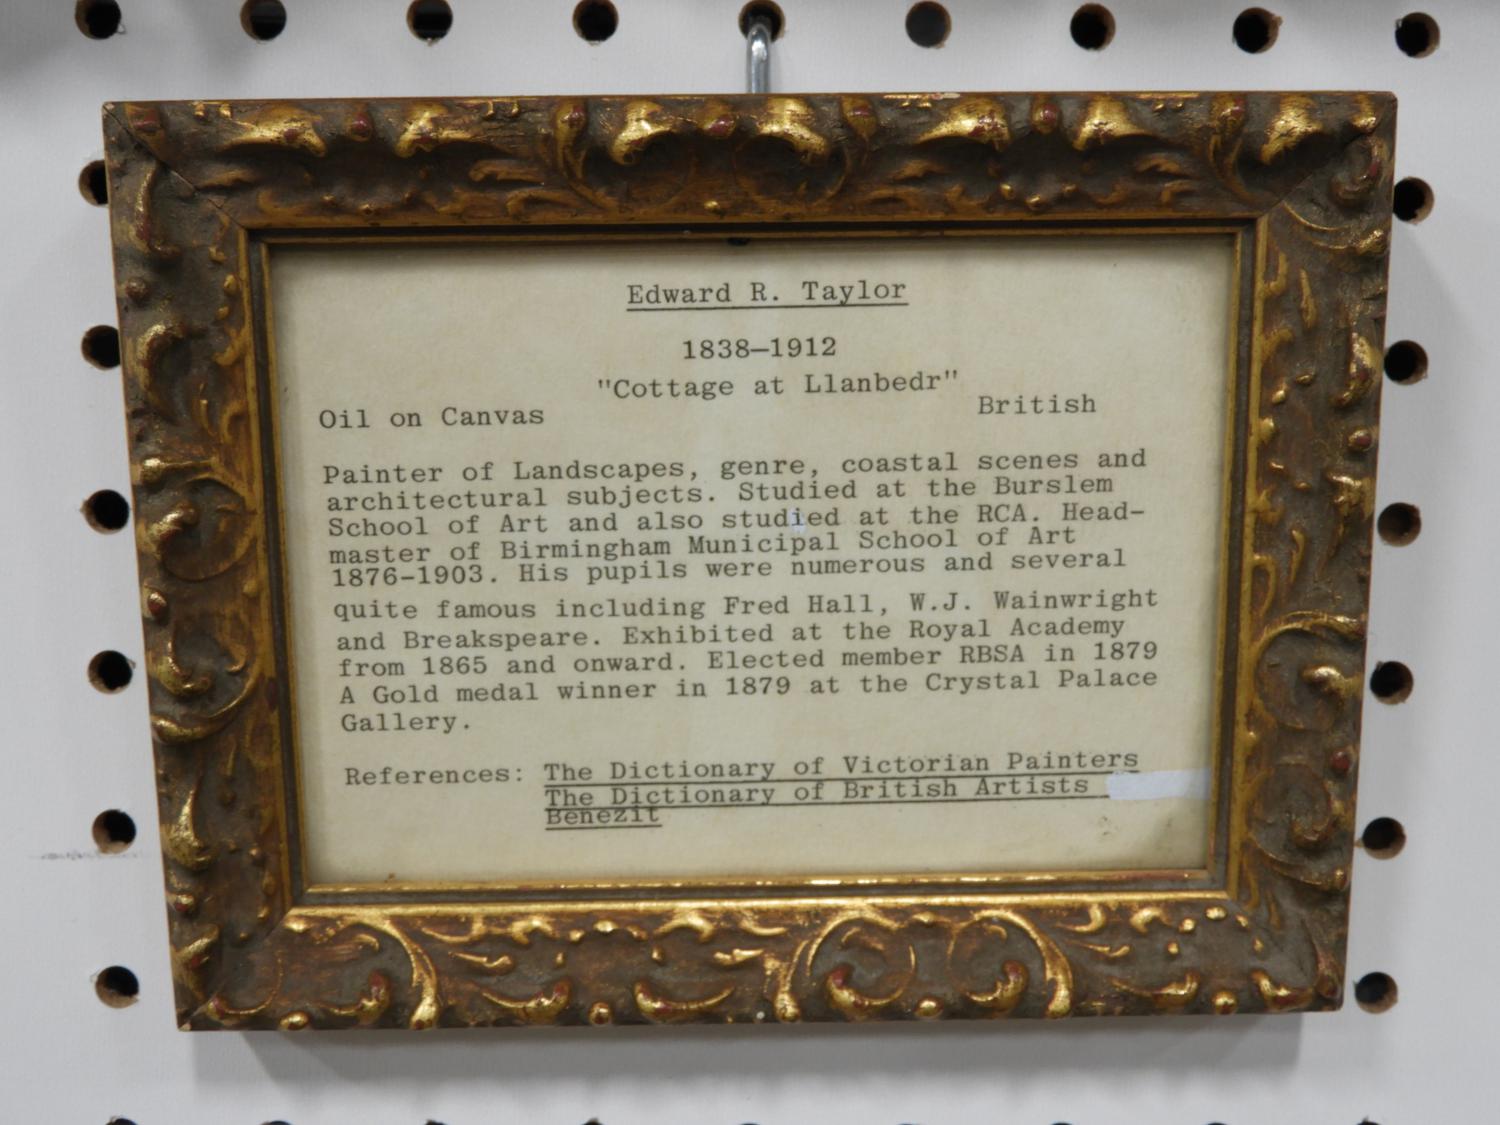 Edward R. Taylor
1838—1912
"Cottage at Llanbedr"
Oil on Canvas British
Painter of Landscapes, genre, coastal scenes and
architectural subjects. Studied at the Burslem
School of Art and also studied at the RCA. Head-
master of Birmingham Municipal School of Art
1876-1903. His pupils were numerous and several
quite famous including Fred Hall, W.J. Wainwright
and Breakspeare. Exhibited at the Royal Academy
from 1865 and onward. Elected member RBSA in 1879
A Gold medal winner in 1879 at the Crystal Palace
Gallery.
References: The Dictionary of Victorian Painters
The Dictionary of British Artists
Benezit